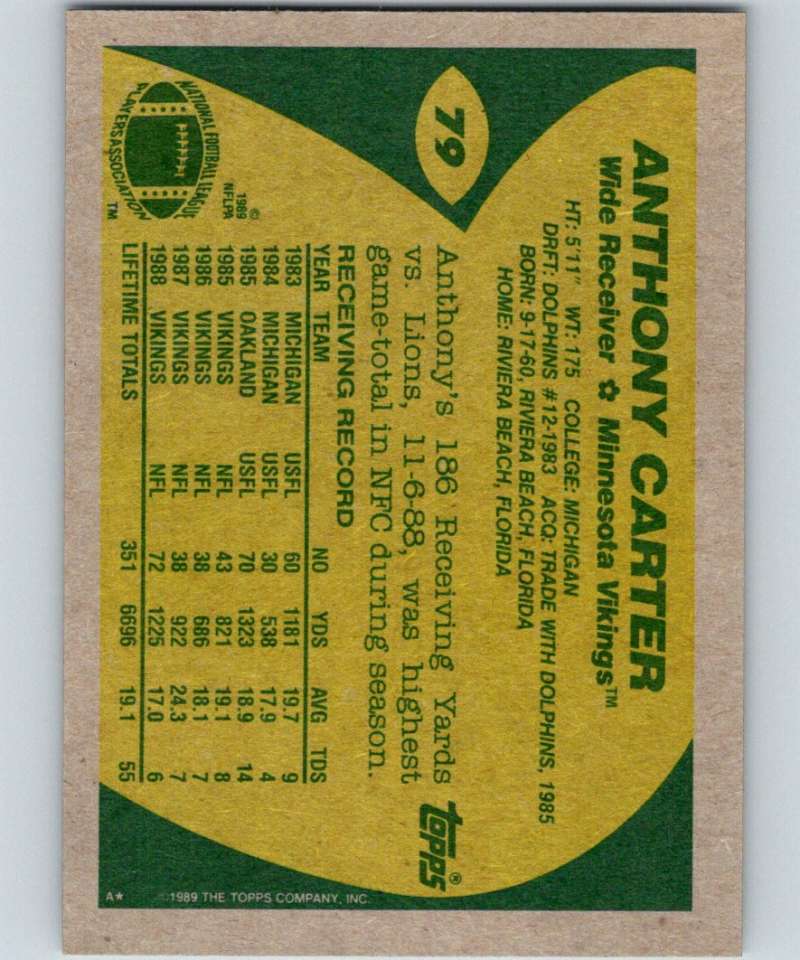 79
ANTHONY CARTER
Wide Receiver ✿ Minnesota Vikings™
HT: 5'11" WT: 175 COLLEGE: MICHIGAN
DRFT: DOLPHINS #12-1983 ACQ: TRADE WITH DOLPHINS, 1985
BORN: 9-17-60, RIVIERA BEACH, FLORIDA
HOME: RIVIERA BEACH, FLORIDA
Anthony's 186 Receiving Yards
vs. Lions, 11-6-88, was highest
game-total in NFC during season.
topps®
RECEIVING RECORD
YEAR TEAM NO YDS AVG TDS
1983 MICHIGAN USFL 60 1181 19.7 9
1984 MICHIGAN USFL 30 538 17.9 4
1985 OAKLAND USFL 70 1323 18.9 14
1985 VIKINGS NFL 43 821 19.1 8
1986 VIKINGS NFL 38 686 18.1 7
1987 VIKINGS NFL 38 922 24.3 7
1988 VIKINGS NFL 72 1225 17.0 6
LIFETIME TOTALS 351 6696 19.1 55
NATIONAL FOOTBALL LEAGUE
PLAYERS ASSOCIATION
TM
©
1989
NFLPA
A* ©1989 THE TOPPS COMPANY, INC.